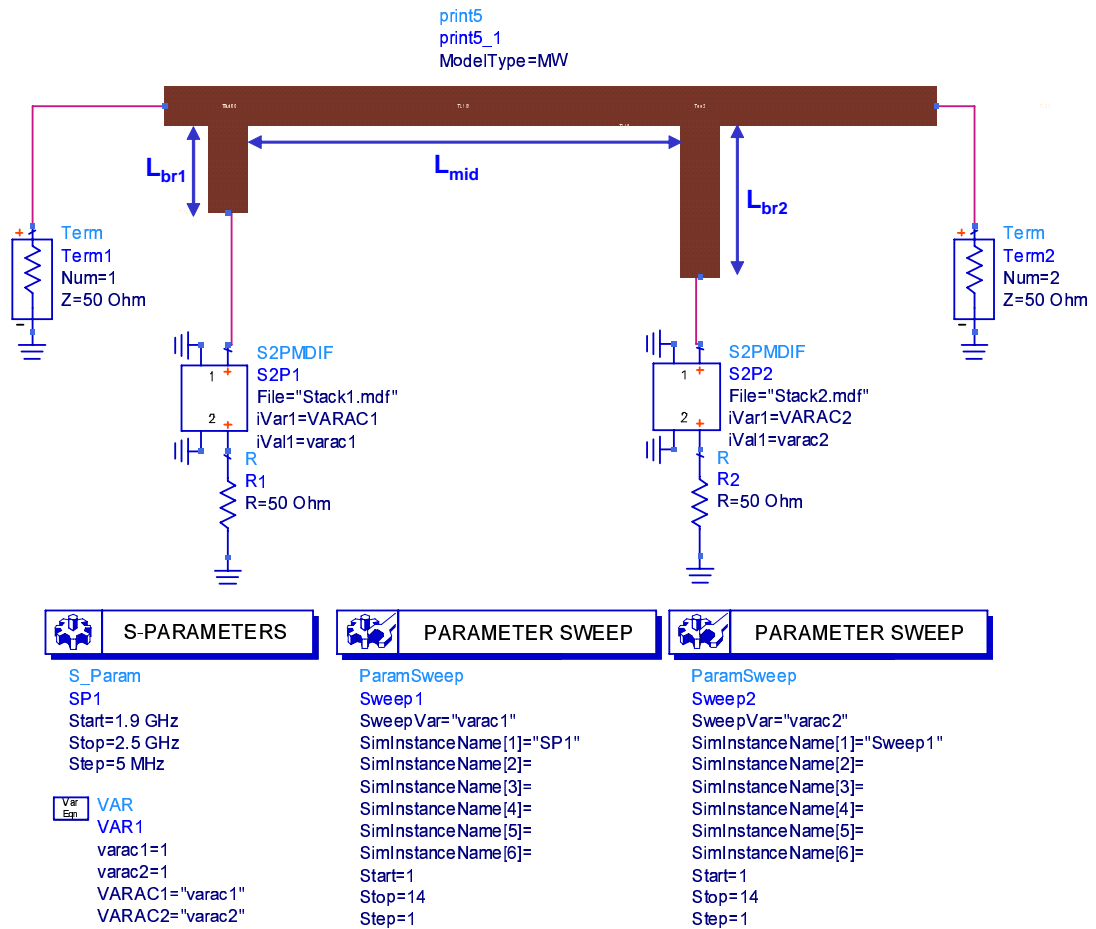 print5
print5_1
ModelType=MW
Lbr1
Lmid
Lbr2
+
Term
Term1
Num=1
Z=50 Ohm
−
+
Term
Term2
Num=2
Z=50 Ohm
−
1
+
2
+
S2PMDIF
S2P1
File="Stack1.mdf"
iVar1=VARAC1
iVal1=varac1
R
R1
R=50 Ohm
1
+
2
+
S2PMDIF
S2P2
File="Stack2.mdf"
iVar1=VARAC2
iVal1=varac2
R
R2
R=50 Ohm
S-PARAMETERS
S_Param
SP1
Start=1.9 GHz
Stop=2.5 GHz
Step=5 MHz
Var
Eqn
VAR
VAR1
varac1=1
varac2=1
VARAC1="varac1"
VARAC2="varac2"
PARAMETER SWEEP
ParamSweep
Sweep1
SweepVar="varac1"
SimInstanceName[1]="SP1"
SimInstanceName[2]=
SimInstanceName[3]=
SimInstanceName[4]=
SimInstanceName[5]=
SimInstanceName[6]=
Start=1
Stop=14
Step=1
PARAMETER SWEEP
ParamSweep
Sweep2
SweepVar="varac2"
SimInstanceName[1]="Sweep1"
SimInstanceName[2]=
SimInstanceName[3]=
SimInstanceName[4]=
SimInstanceName[5]=
SimInstanceName[6]=
Start=1
Stop=14
Step=1